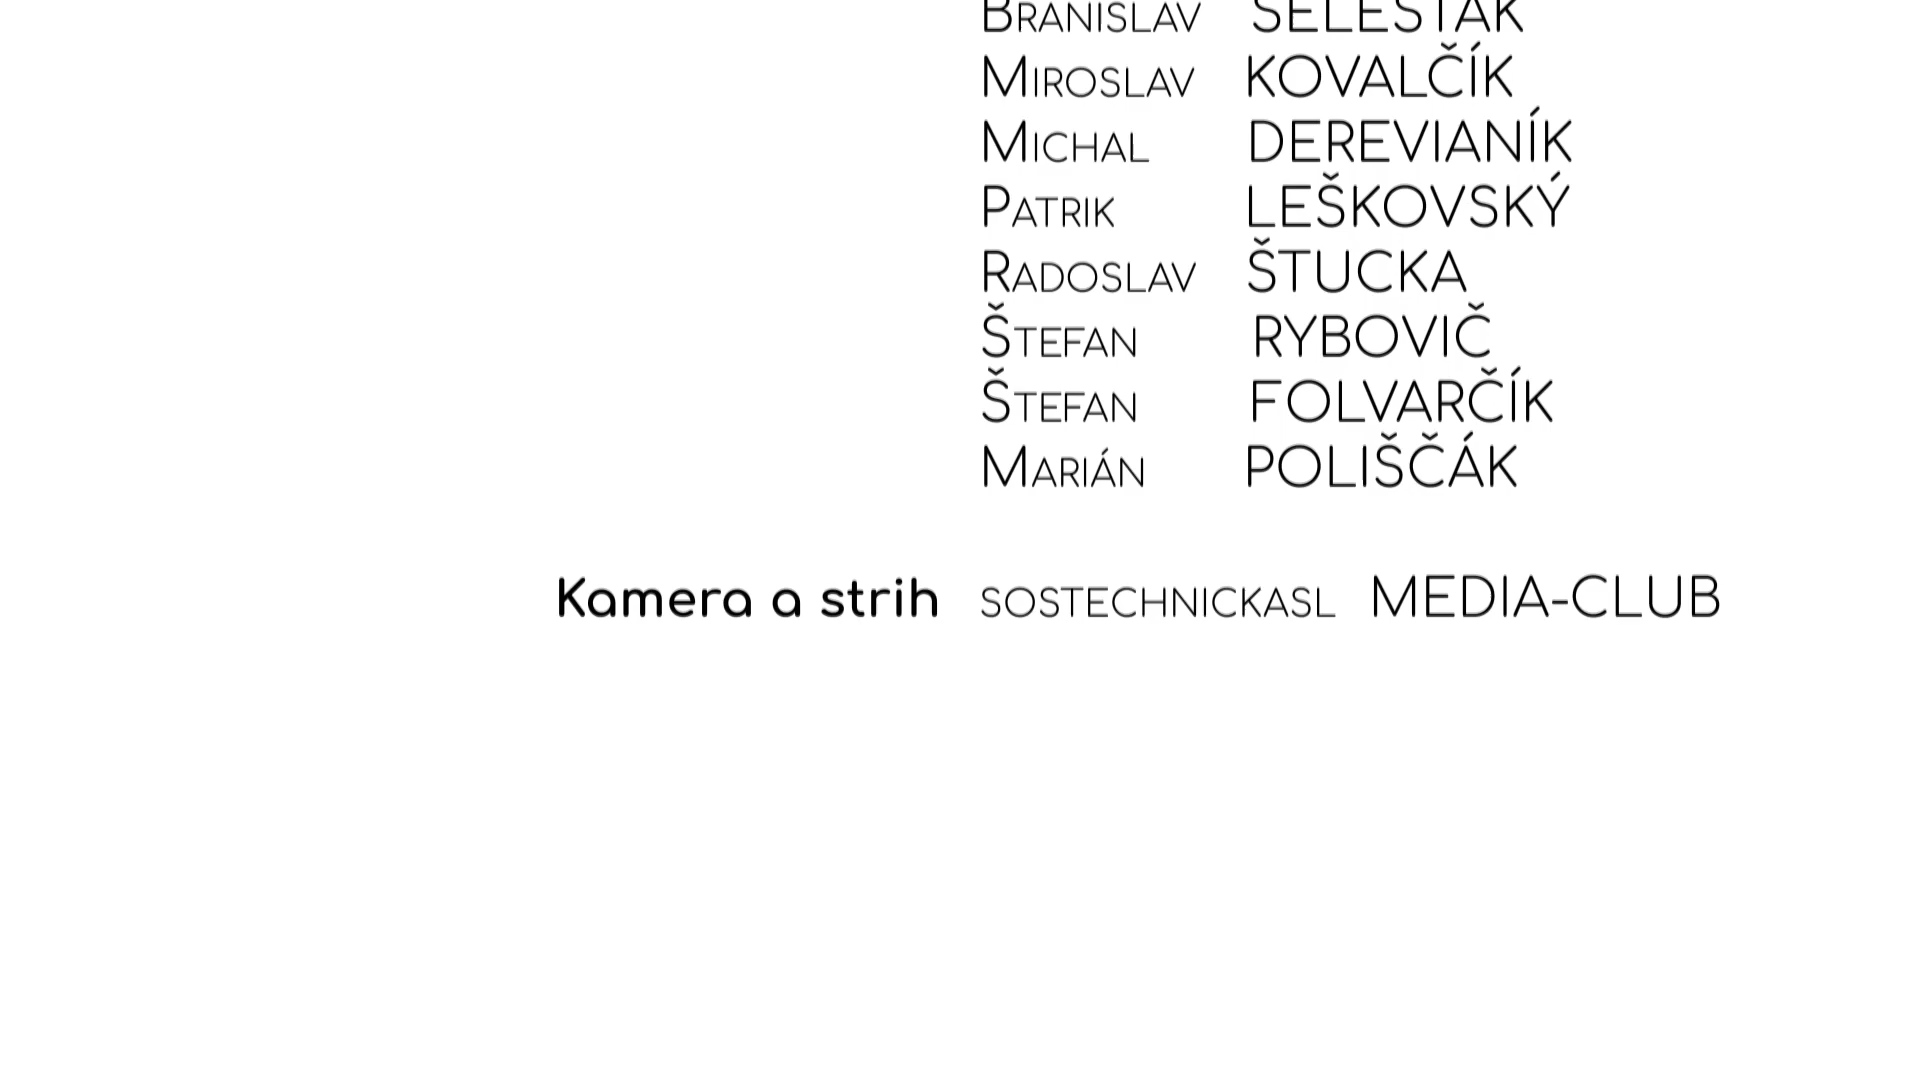 Branislav
Miroslav KOVALČÍK
Michal DEREVIANÍK
Patrik LEŠKOVSKÝ
Radoslav ŠTUCKA
Štefan RYBOVIČ
Štefan FOLVARČÍK
Marián POLIŠČÁK
Kamera a strih SOSTECHNICKASL MEDIA-CLUB